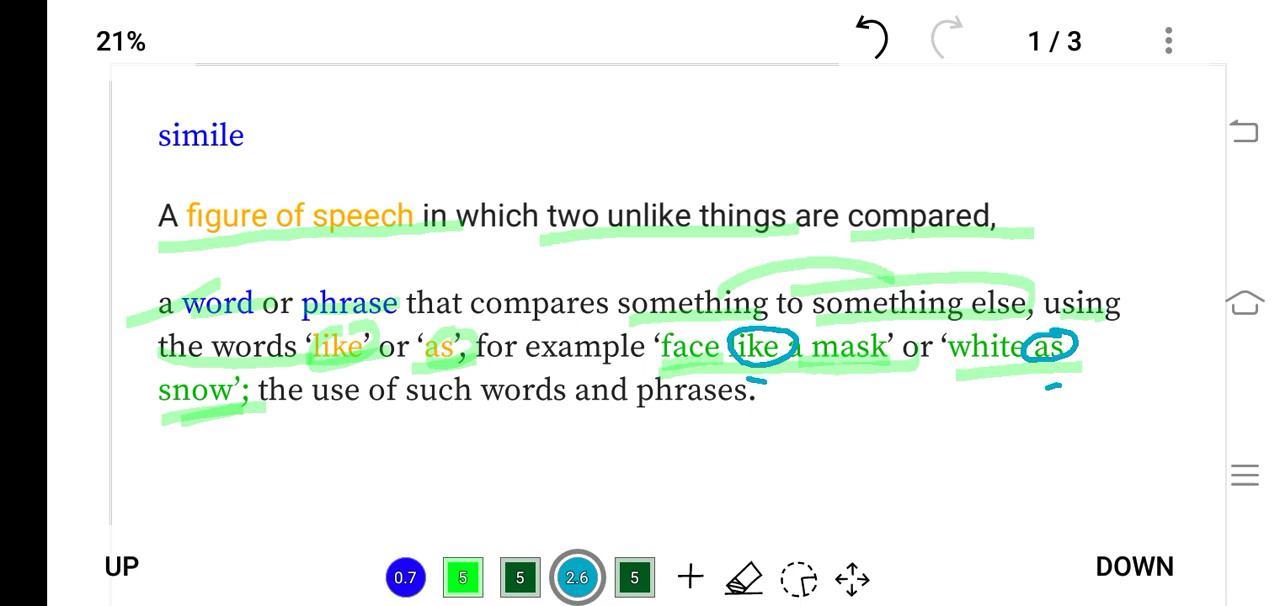 21%
1 / 3
simile
A figure of speech in which two unlike things are compared,
a word or phrase that compares something to something else, using
the words ‘like’ or ‘as’, for example ‘face like a mask’ or ‘white as
snow’; the use of such words and phrases.
UP
0.7 5 5 2.6 5
DOWN